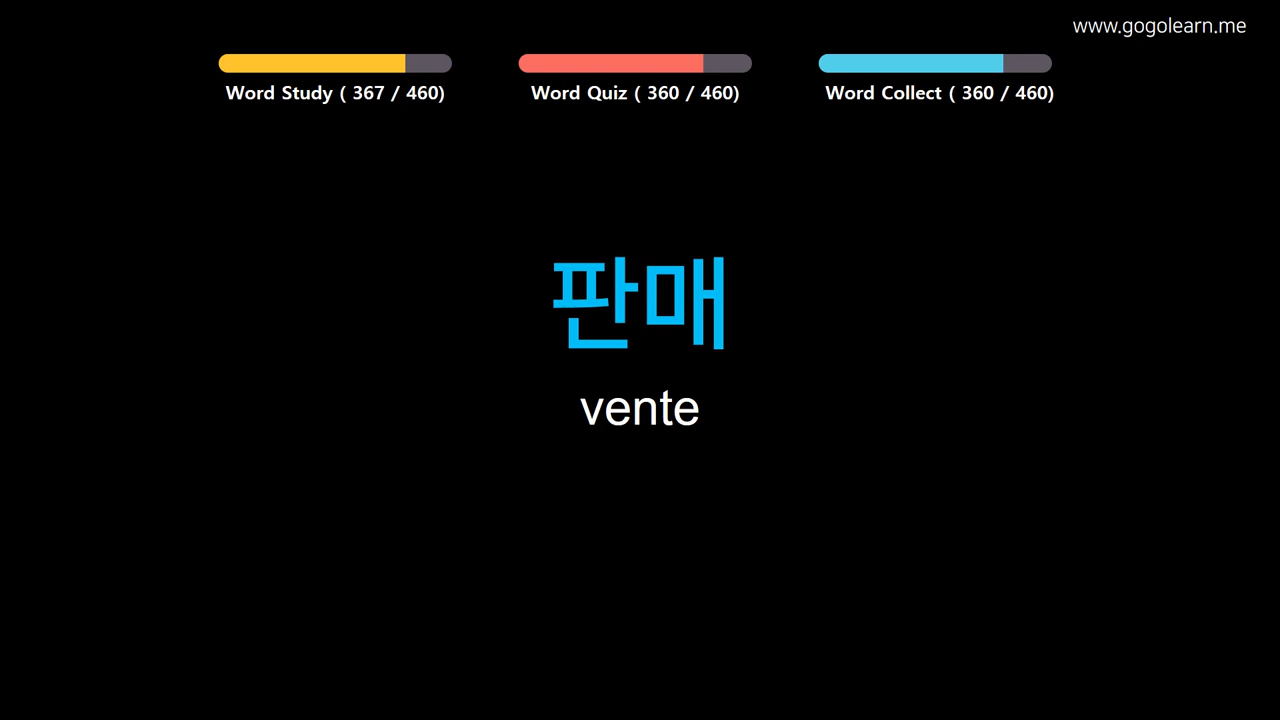 www.gogolearn.me
Word Study ( 367 / 460)
Word Quiz ( 360 / 460)
Word Collect ( 360 / 460)
판매
vente